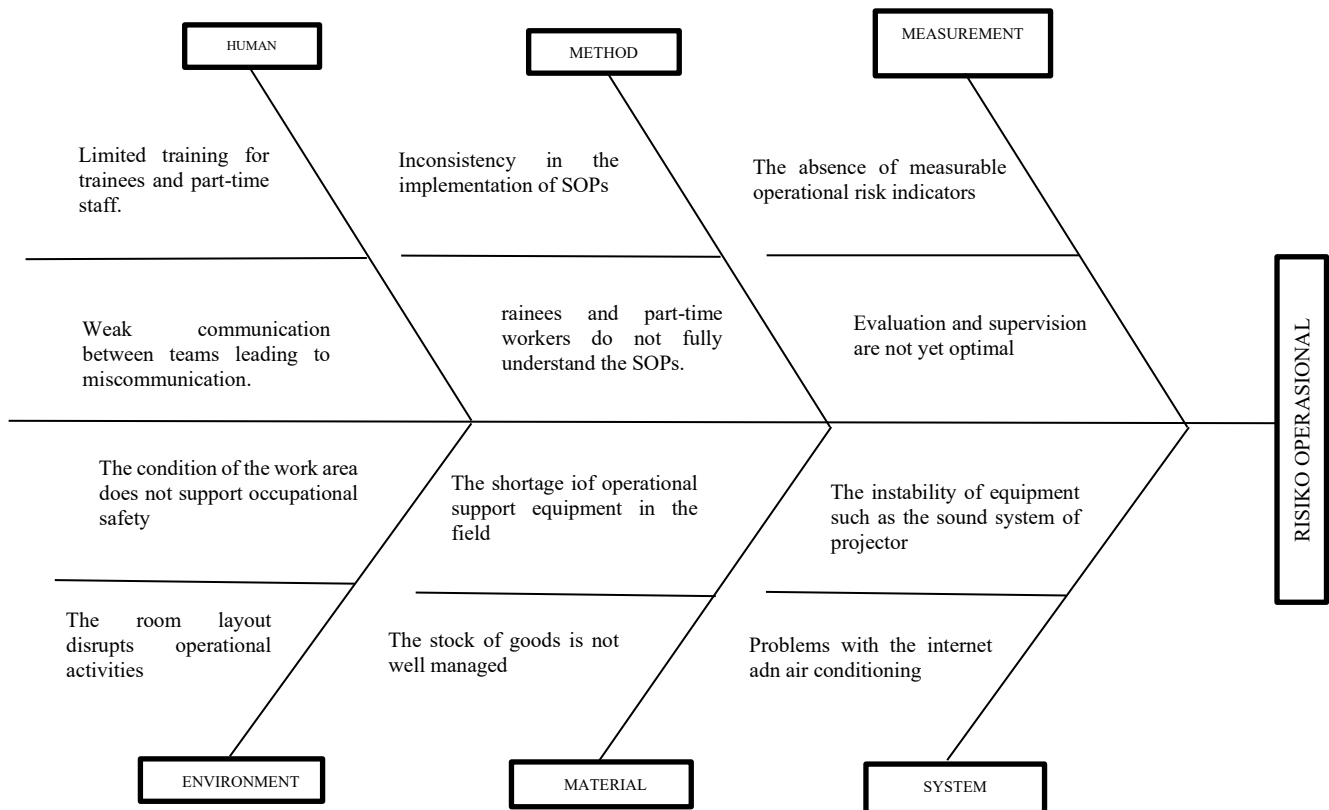 HUMAN
METHOD
MEASUREMENT
Limited training for
trainees and part-time
staff.
Inconsistency in the
implementation of SOPs
The absence of measurable
operational risk indicators
Weak communication
between teams leading to
miscommunication.
rainees and part-time
workers do not fully
understand the SOPs.
Evaluation and supervision
are not yet optimal
RISIKO OPERASIONAL
The condition of the work area
does not support occupational
safety
The shortage iof operational
support equipment in the
field
The instability of equipment
such as the sound system of
projector
The room layout
disrupts operational
activities
The stock of goods is not
well managed
Problems with the internet
adn air conditioning
ENVIRONMENT
MATERIAL
SYSTEM